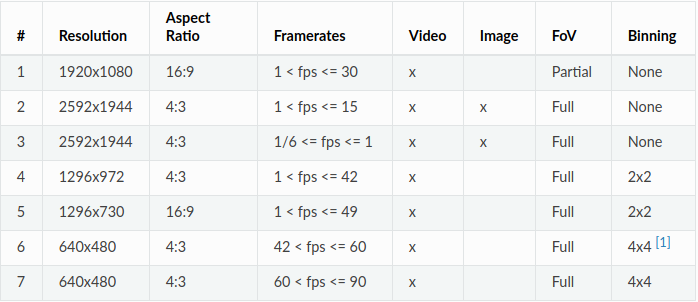 # Resolution Aspect Ratio Framerates Video Image FoV Binning
1 1920x1080 16:9 1 < fps <= 30 x Partial None
2 2592x1944 4:3 1 < fps <= 15 x x Full None
3 2592x1944 4:3 1/6 <= fps <= 1 x x Full None
4 1296x972 4:3 1 < fps <= 42 x Full 2x2
5 1296x730 16:9 1 < fps <= 49 x Full 2x2
6 640x480 4:3 42 < fps <= 60 x Full 4x4 [1]
7 640x480 4:3 60 < fps <= 90 x Full 4x4